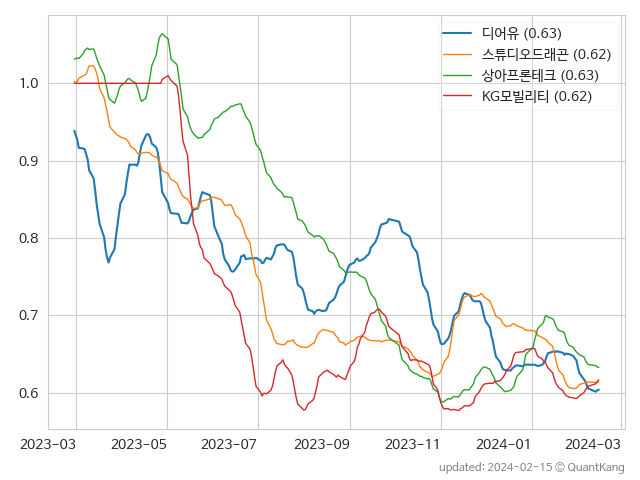 디어유 (0.63)
스튜디오드래곤 (0.62)
상아프론테크 (0.63)
KG모빌리티 (0.62)
1.0
0.9
0.8
0.7
0.6
2023-03 2023-05 2023-07 2023-09 2023-11 2024-01 2024-03
updated: 2024-02-15 © QuantKang